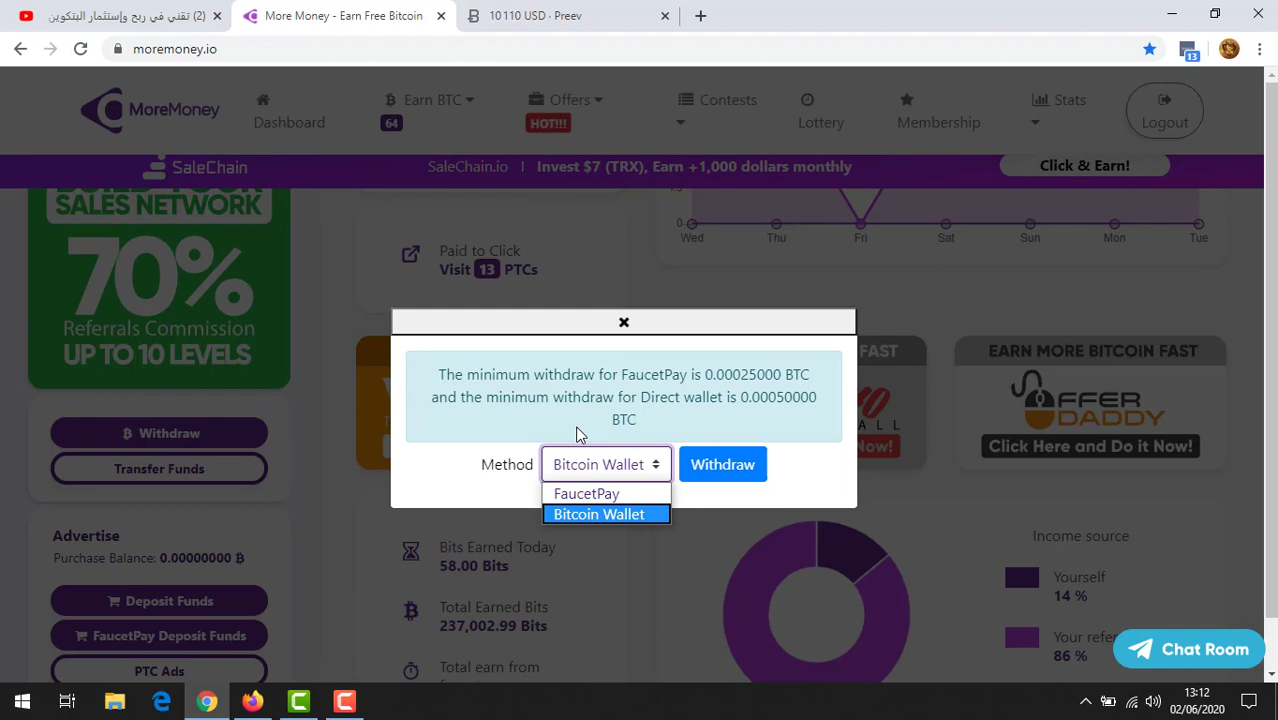 (2) تقني في ربح وإستثمار البتكوين
More Money - Earn Free Bitcoin
10 110 USD · Preev
moremoney.io
13
MoreMoney
Dashboard
Earn BTC
64
Offers
HOT!!!
Contests
Lottery
Membership
Stats
Logout
SaleChain
SaleChain.io
Invest $7 (TRX), Earn +1,000 dollars monthly
Click & Earn!
SALES NETWORK
70%
Referrals Commission
UP TO 10 LEVELS
Paid to Click
Visit 13 PTCs
0
Wed
Thu
Fri
Sat
Sun
Mon
Tue
The minimum withdraw for FaucetPay is 0.00025000 BTC
and the minimum withdraw for Direct wallet is 0.00050000
BTC
Method
Bitcoin Wallet
Withdraw
FaucetPay
Bitcoin Wallet
FAST
EARN MORE BITCOIN FAST
OFFER
DADDY
Click Here and Do it Now!
Withdraw
Transfer Funds
Advertise
Purchase Balance: 0.00000000
Deposit Funds
FaucetPay Deposit Funds
PTC Ads
Bits Earned Today
58.00 Bits
Total Earned Bits
237,002.99 Bits
Total earn from
Income source
Yourself
14 %
Your refer
86 %
Chat Room
13:12
02/06/2020